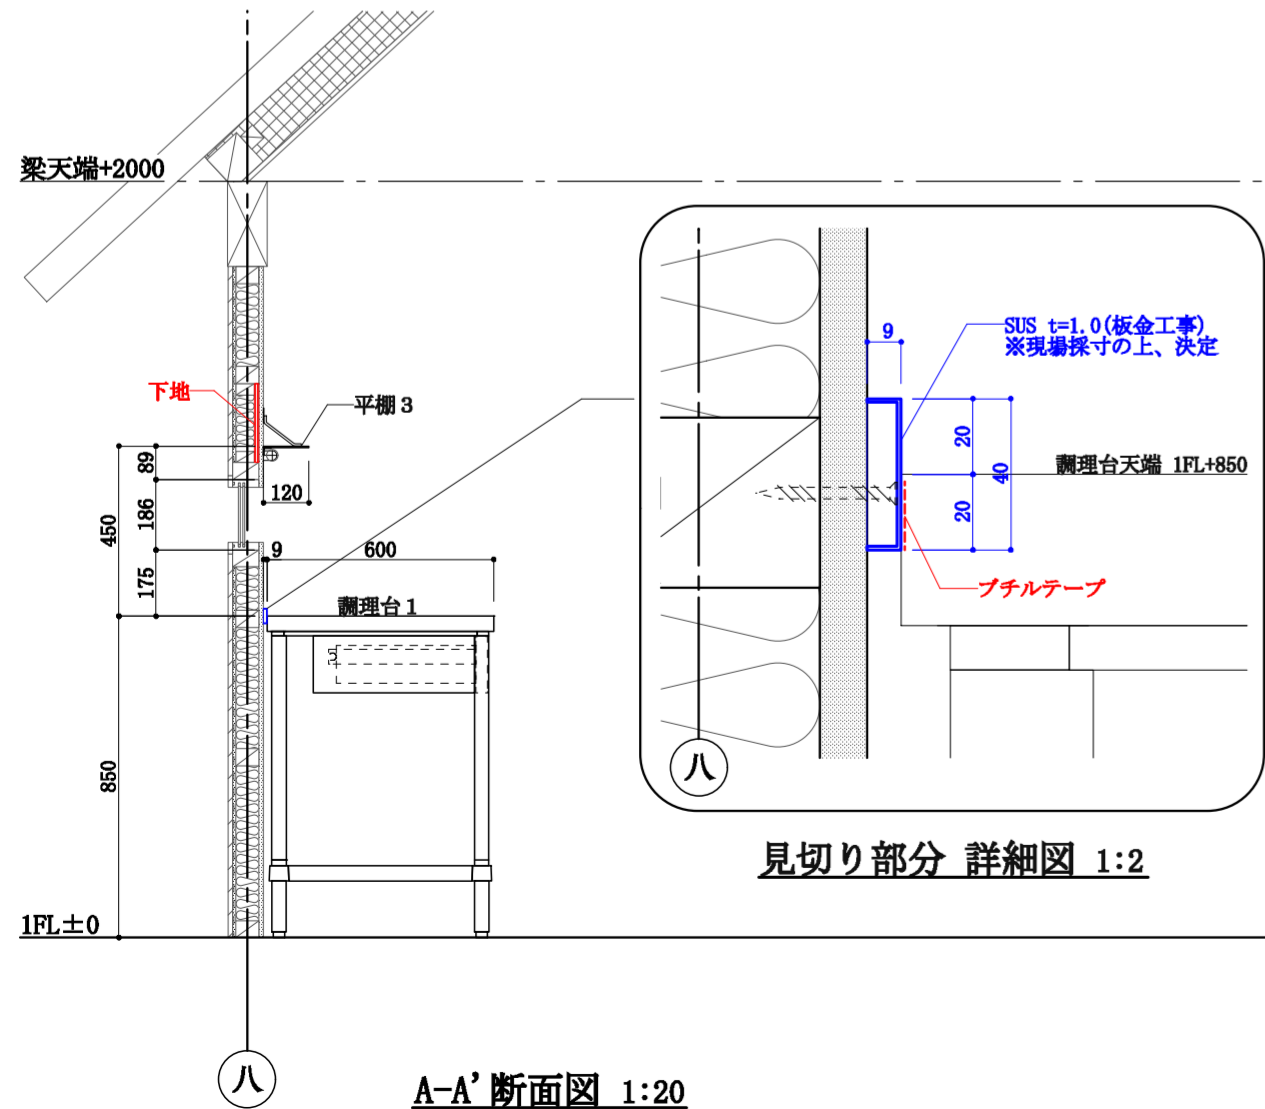 梁天端+2000
下地
平棚3
89
120
186
450
175
9
600
調理台1
850
1FL±0
八
A-A'断面図 1:20
9
SUS t=1.0(板金工事)
※現場採寸の上、決定
20
40
調理台天端 1FL+850
20
ブチルテープ
八
見切り部分 詳細図 1:2